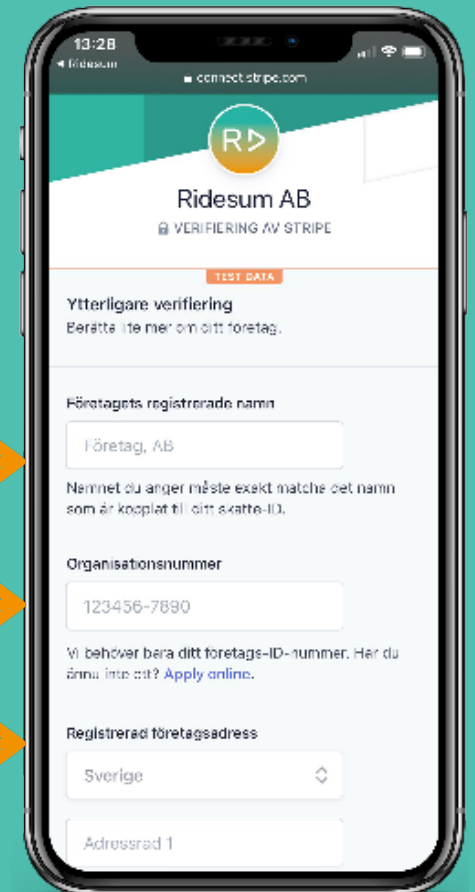 13:28
Ridesum
connect.stripe.com
R
Ridesum AB
VERIFIERING AV STRIPE
TEST DATA
Ytterligare verifiering
Berätta lite mer om ditt företag.
Företagets registrerade namn
Företag, AB
Namnet du anger måste exakt matcha det namn
som är kopplat till ditt skatte-ID.
Organisationsnummer
123456-7890
Vi behöver bara ditt företags-ID-nummer. Har du
ännu inte ett? Apply online.
Registrerad företagsadress
Sverige
Adressrad 1